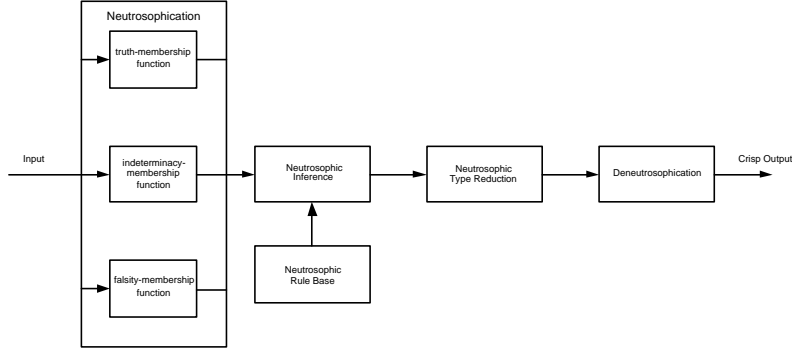 Neutrosophication
truth-membership
function
Input
indeterminacy-
membership
function
Neutrosophic
Inference
Neutrosophic
Type Reduction
Deneutrosophication
Crisp Output
falsity-membership
function
Neutrosophic
Rule Base